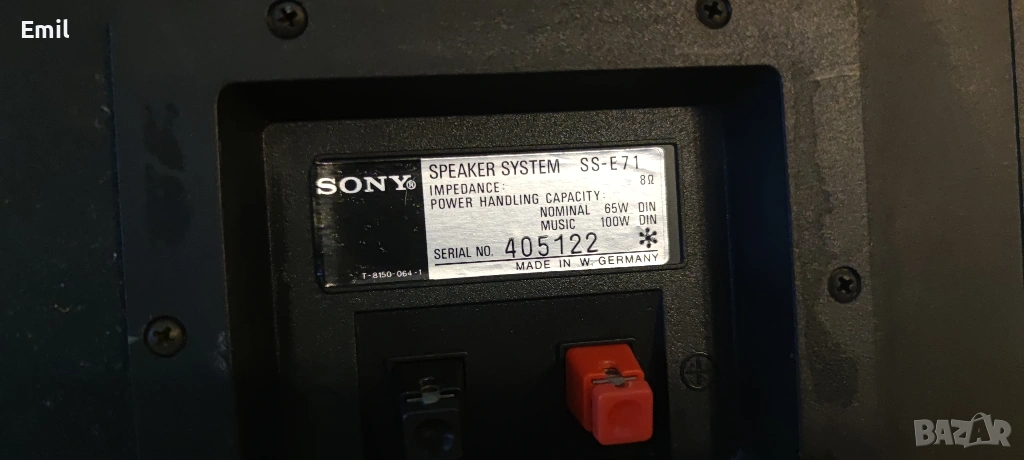 Emil
SONY®
SPEAKER SYSTEM SS-E71
IMPEDANCE: 8Ω
POWER HANDLING CAPACITY:
NOMINAL 65W DIN
MUSIC 100W DIN
SERIAL NO. 405122 *
MADE IN W. GERMANY
T-8150-064-1
BAZAR